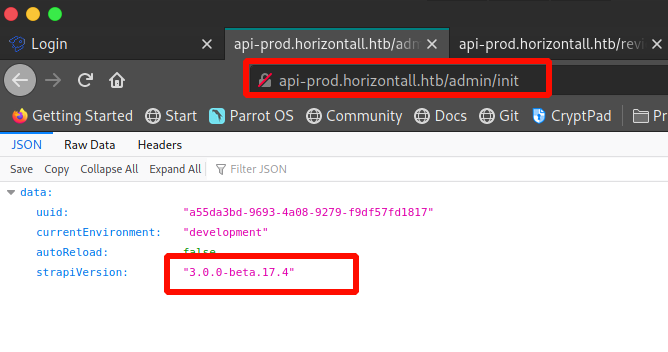 Login
api-prod.horizontall.htb/adm
api-prod.horizontall.htb/revi
api-prod.horizontall.htb/admin/init
Getting Started Start Parrot OS Community Docs Git CryptPad Pr
JSON Raw Data Headers
Save Copy Collapse All Expand All Filter JSON
data:
uuid: "a55da3bd-9693-4a08-9279-f9df57fd1817"
currentEnvironment: "development"
autoReload: false
strapiVersion: "3.0.0-beta.17.4"